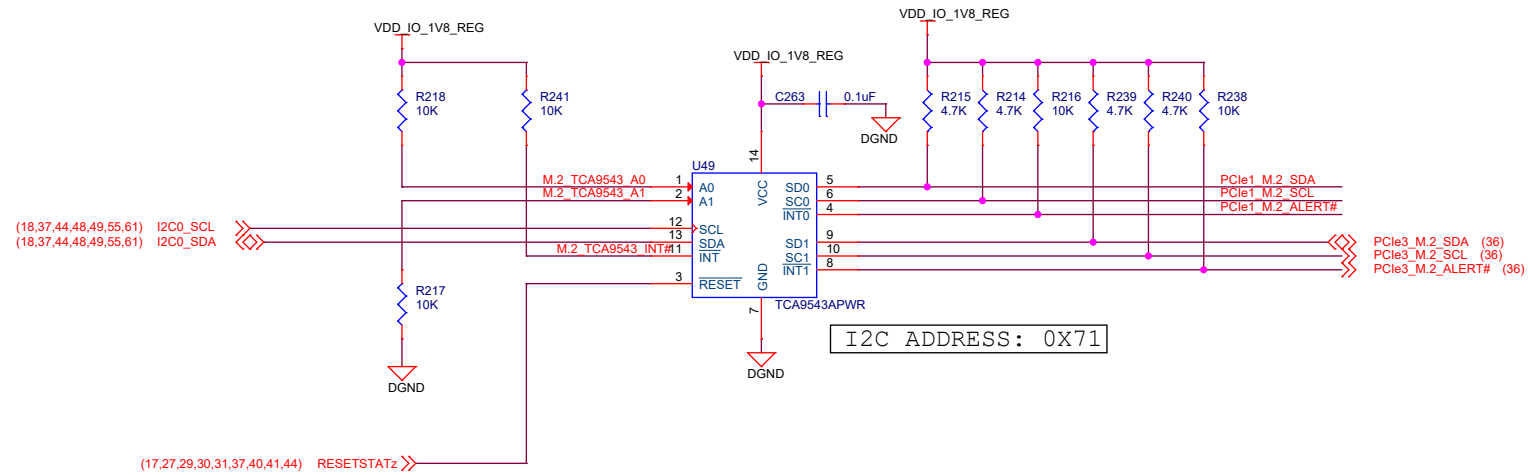 VDD_IO_1V8_REG
VDD_IO_1V8_REG
VDD_IO_1V8_REG
R218
10K
R241
10K
C263
0.1uF
DGND
R215
4.7K
R214
4.7K
R216
10K
R239
4.7K
R240
4.7K
R238
10K
U49
14
VCC
M.2_TCA9543_A0
1
A0
M.2_TCA9543_A1
2
A1
SD0
5
PCIe1_M.2_SDA
SC0
6
PCIe1_M.2_SCL
INT0
4
PCIe1_M.2_ALERT#
(18,37,44,48,49,55,61) I2C0_SCL
12
SCL
(18,37,44,48,49,55,61) I2C0_SDA
13
SDA
M.2_TCA9543_INT#
11
INT
SD1
9
PCIe3_M.2_SDA (36)
SC1
10
PCIe3_M.2_SCL (36)
INT1
8
PCIe3_M.2_ALERT# (36)
3
RESET
GND
7
TCA9543APWR
R217
10K
I2C ADDRESS: 0X71
DGND
DGND
(17,27,29,30,31,37,40,41,44) RESETSTATz